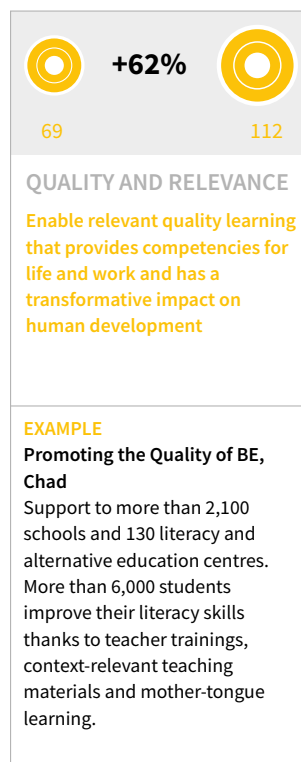 +62%
69 112
QUALITY AND RELEVANCE
Enable relevant quality learning
that provides competencies for
life and work and has a
transformative impact on
human development
EXAMPLE
Promoting the Quality of BE,
Chad
Support to more than 2,100
schools and 130 literacy and
alternative education centres.
More than 6,000 students
improve their literacy skills
thanks to teacher trainings,
context-relevant teaching
materials and mother-tongue
learning.